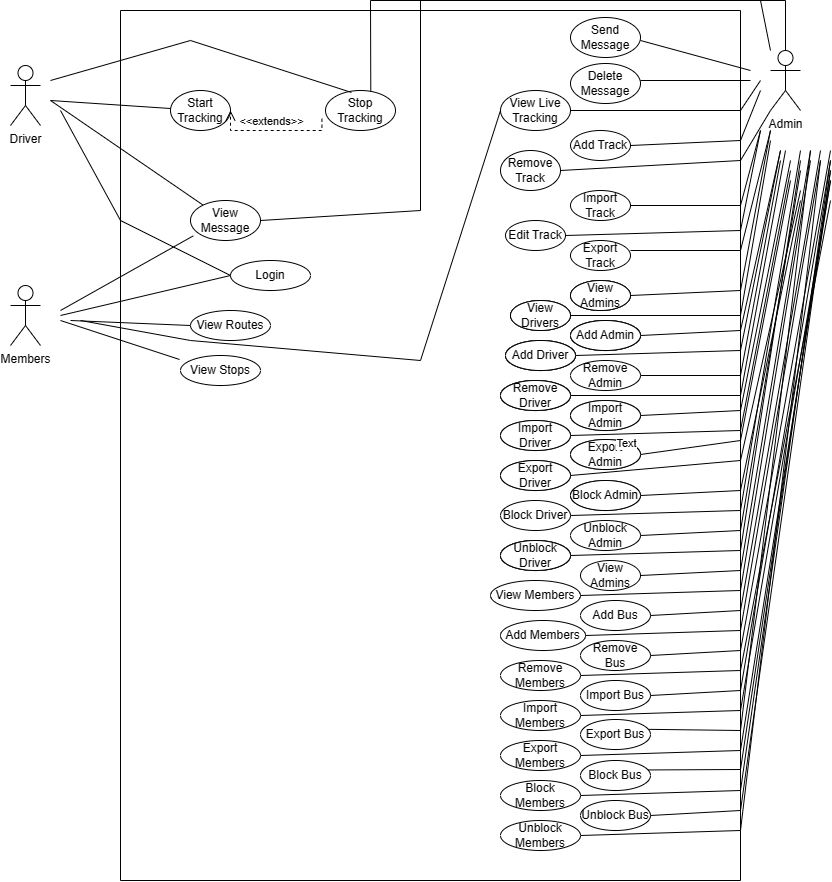 Send
Message
Delete
Message
Driver
Start
Tracking
<<extends>>
Stop
Tracking
View Live
Tracking
Admin
Add Track
Remove
Track
View
Message
Import
Track
Edit Track
Export
Track
Login
Members
View
Admins
View
Drivers
View Routes
Add Admin
Add Driver
View Stops
Remove
Admin
Remove
Driver
Import
Admin
Import
Driver
Export
Admin
Text
Export
Driver
Block Admin
Block Driver
Unblock
Admin
Unblock
Driver
View
Admins
View Members
Add Bus
Add Members
Remove
Bus
Remove
Members
Import Bus
Import
Members
Export Bus
Export
Members
Block Bus
Block
Members
Unblock Bus
Unblock
Members